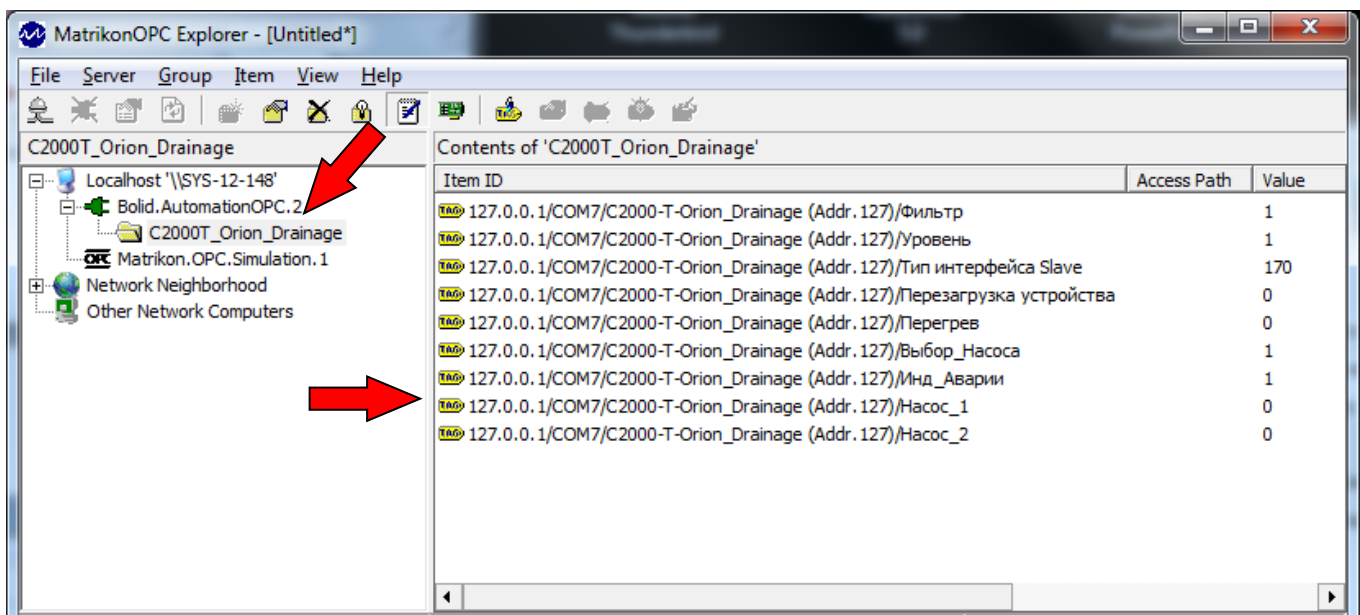 MatrikonOPC Explorer - [Untitled*]
File Server Group Item View Help
C2000T_Orion_Drainage
Contents of 'C2000T_Orion_Drainage'
Localhost '\\SYS-12-148'
Bolid.AutomationOPC.2
C2000T_Orion_Drainage
Matrikon.OPC.Simulation.1
Network Neighborhood
Other Network Computers
Item ID Access Path Value
127.0.0.1/COM7/C2000-T-Orion_Drainage (Addr.127)/Фильтр 1
127.0.0.1/COM7/C2000-T-Orion_Drainage (Addr.127)/Уровень 1
127.0.0.1/COM7/C2000-T-Orion_Drainage (Addr.127)/Тип интерфейса Slave 170
127.0.0.1/COM7/C2000-T-Orion_Drainage (Addr.127)/Перезагрузка устройства 0
127.0.0.1/COM7/C2000-T-Orion_Drainage (Addr.127)/Перегрев 0
127.0.0.1/COM7/C2000-T-Orion_Drainage (Addr.127)/Выбор_Насоса 1
127.0.0.1/COM7/C2000-T-Orion_Drainage (Addr.127)/Инд_Аварии 1
127.0.0.1/COM7/C2000-T-Orion_Drainage (Addr.127)/Насос_1 0
127.0.0.1/COM7/C2000-T-Orion_Drainage (Addr.127)/Насос_2 0